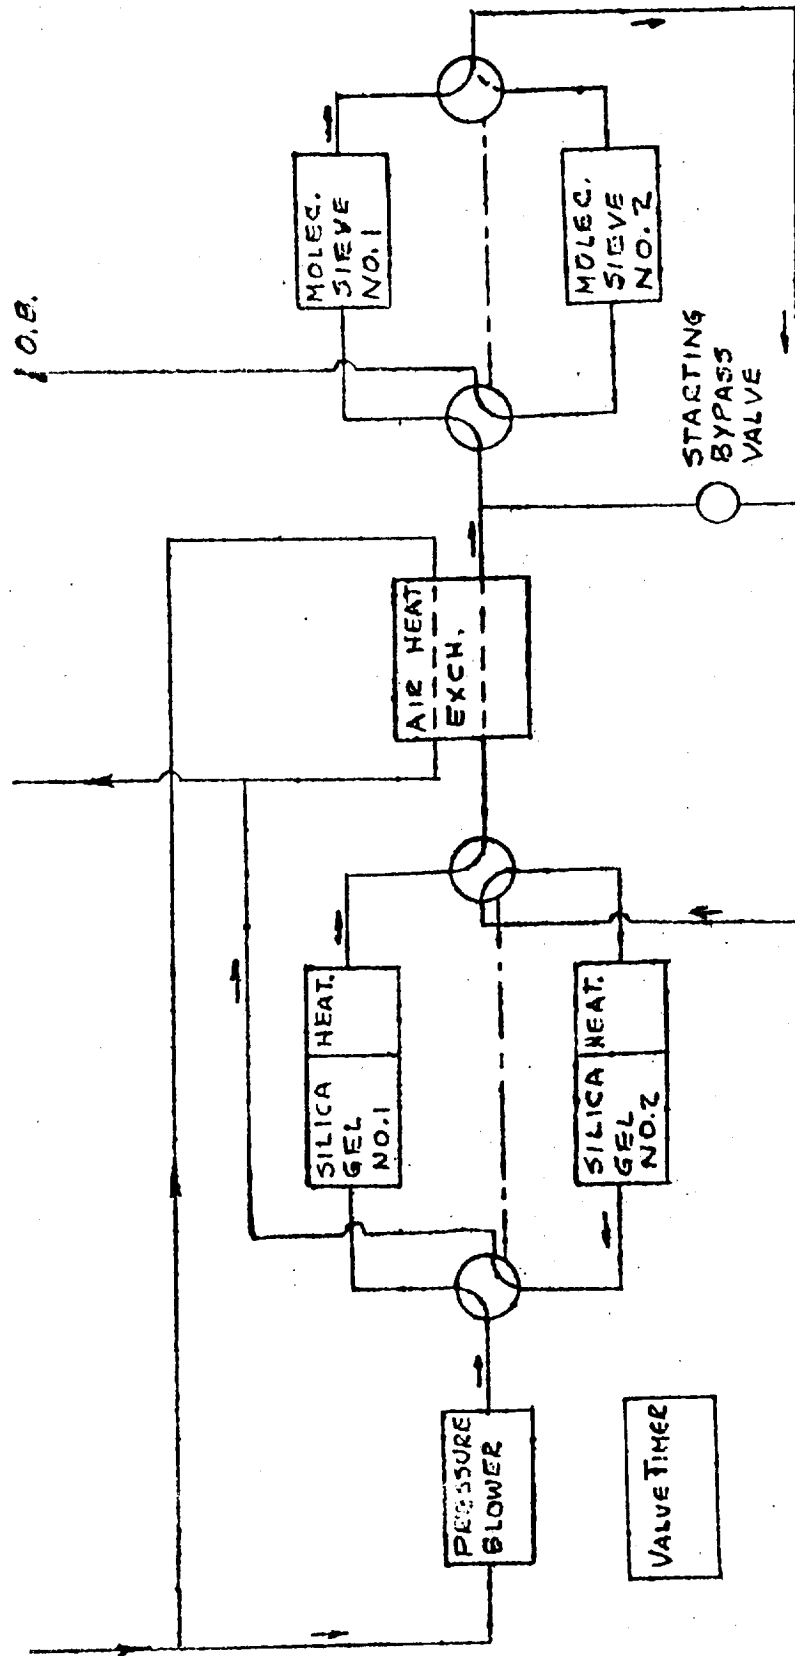 O.B.
MOLEC.
SIEVE
NO.1
AIR HEAT
EXCH.
SILICA
GEL
NO.1
HEAT.
PRESSURE
BLOWER
MOLEC.
SIEVE
NO.2
SILICA
GEL
NO.2
HEAT.
VALVE TIMER
STARTING
BYPASS
VALVE